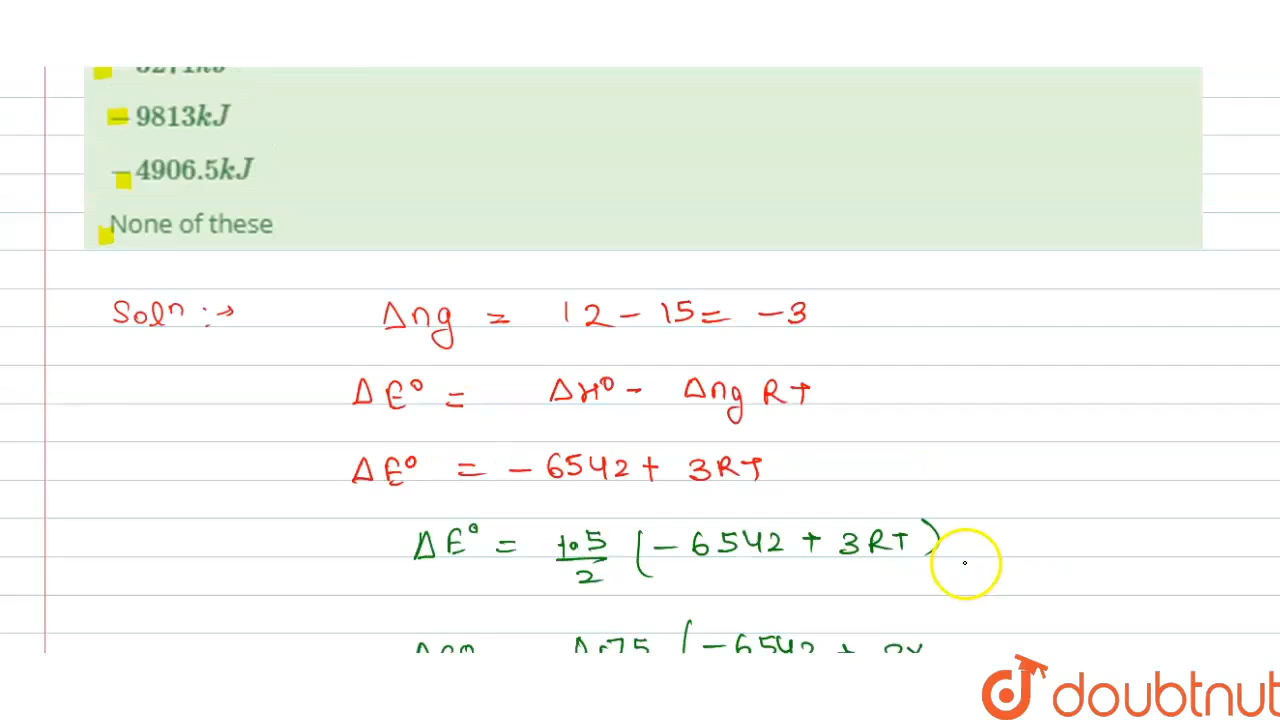 − 9813kJ
− 4906.5kJ
None of these
Solⁿ :→ Δng = 12 − 15 = −3
ΔE° = ΔH° − Δng RT
ΔE° = − 6542 + 3RT
ΔE° = 1.5/2 (− 6542 + 3RT)
(− 6542 +
doubtnut